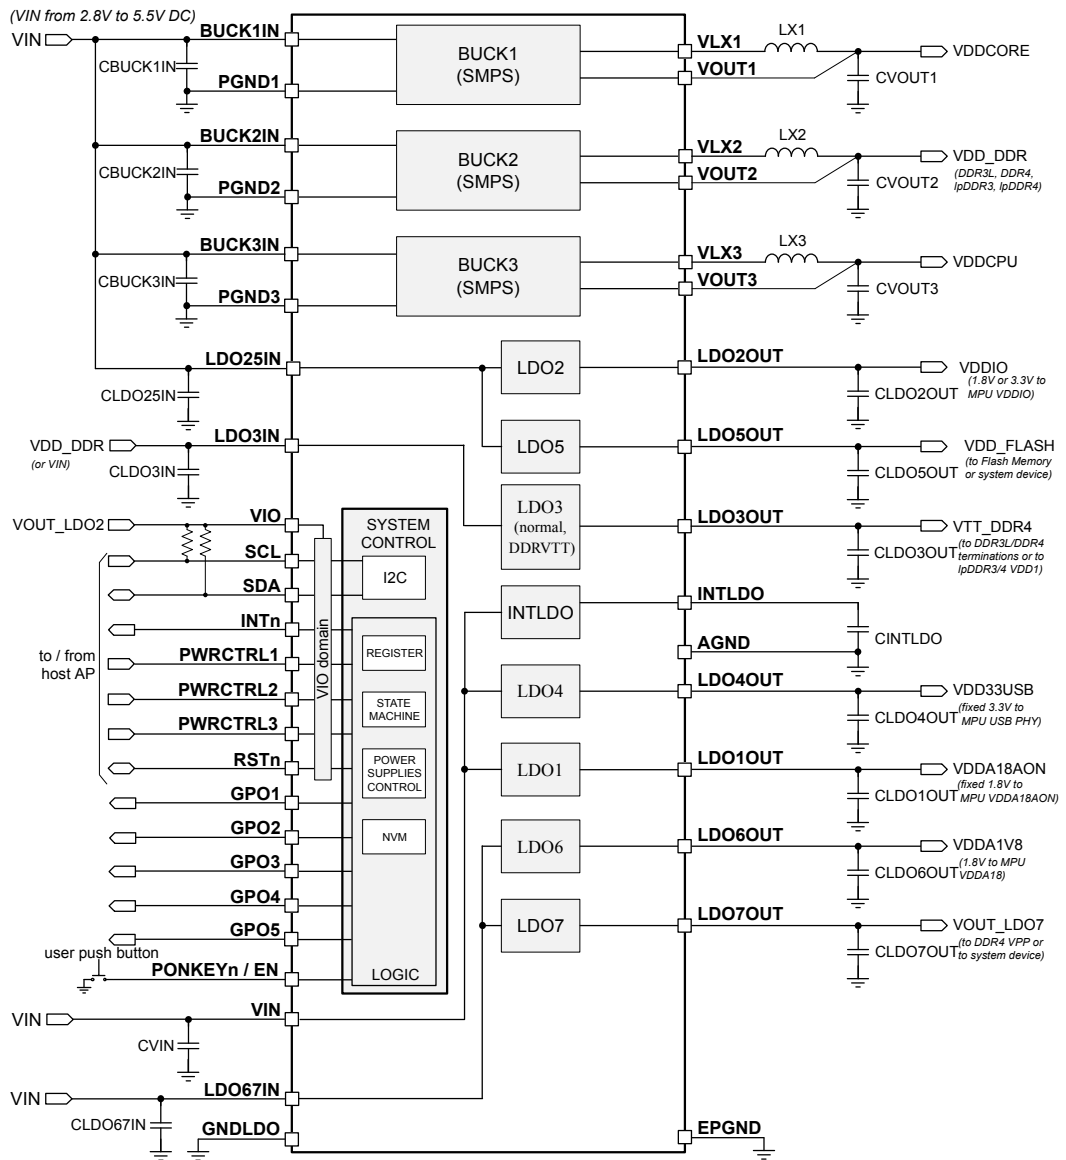 (VIN from 2.8V to 5.5V DC)
VIN
BUCK1IN
CBUCK1IN
PGND1
BUCK1
(SMPS)
VLX1
LX1
VOUT1
VDDCORE
CVOUT1
BUCK2IN
CBUCK2IN
PGND2
BUCK2
(SMPS)
VLX2
LX2
VOUT2
VDD_DDR
(DDR3L, DDR4,
lpDDR3, lpDDR4)
CVOUT2
BUCK3IN
CBUCK3IN
PGND3
BUCK3
(SMPS)
VLX3
LX3
VOUT3
VDDCPU
CVOUT3
LDO25IN
CLDO25IN
LDO2
LDO2OUT
VDDIO
(1.8V or 3.3V to
MPU VDDIO)
CLDO2OUT
VDD_DDR
(or VIN)
LDO3IN
CLDO3IN
LDO5
LDO5OUT
VDD_FLASH
(to Flash Memory
or system device)
CLDO5OUT
LDO3
(normal,
DDRVTT)
LDO3OUT
VTT_DDR4
(to DDR3L/DDR4
terminations or to
lpDDR3/4 VDD1)
CLDO3OUT
VOUT_LDO2
VIO
SCL
SDA
INTn
PWRCTRL1
PWRCTRL2
PWRCTRL3
RSTn
to / from
host AP
VIO domain
SYSTEM
CONTROL
I2C
REGISTER
STATE
MACHINE
POWER
SUPPLIES
CONTROL
NVM
LOGIC
INTLDO
INTLDO
AGND
CINTLDO
LDO4
LDO4OUT
VDD33USB
(fixed 3.3V to
MPU USB PHY)
CLDO4OUT
LDO1
LDO1OUT
VDDA18AON
(fixed 1.8V to
MPU VDDA18AON)
CLDO1OUT
LDO6
LDO6OUT
VDDA1V8
(1.8V to MPU
VDDA18)
CLDO6OUT
LDO7
LDO7OUT
VOUT_LDO7
(to DDR4 VPP or
to system device)
CLDO7OUT
GPO1
GPO2
GPO3
GPO4
GPO5
user push button
PONKEYn / EN
VIN
VIN
CVIN
VIN
LDO67IN
CLDO67IN
GNDLDO
EPGND